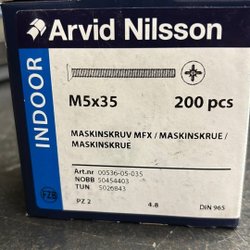 Arvid Nilsson
INDOOR
M5x35 200 pcs
MASKINSKRUV MFX / MASKINSKRUE /
MASKINSKRUE
Art.nr 00536-05-035
NOBB 50454403
TUN 5026843
FZB
PZ 2 4.8 DIN 965